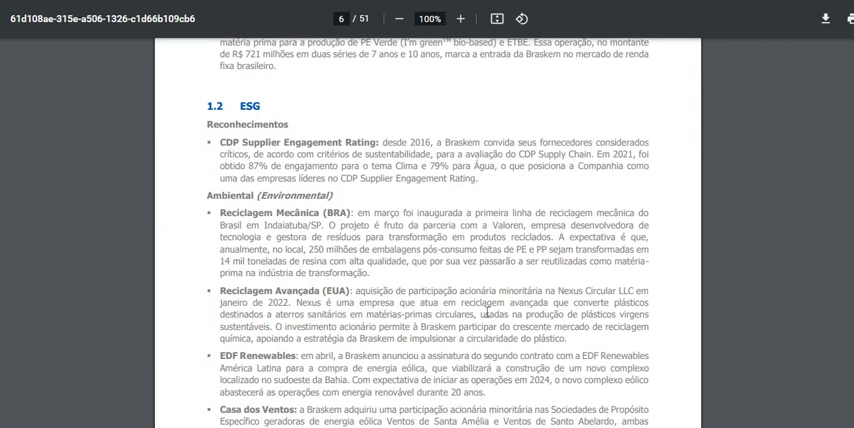 61d108ae-315e-a506-1326-c1d66b109cb6
6 / 51
100%
matéria prima para a produção de PE Verde (I'm green™ bio-based) e ETBE. Essa operação, no montante
de R$ 721 milhões em duas séries de 7 anos e 10 anos, marca a entrada da Braskem no mercado de renda
fixa brasileiro.
1.2 ESG
Reconhecimentos
▪ CDP Supplier Engagement Rating: desde 2016, a Braskem convida seus fornecedores considerados
críticos, de acordo com critérios de sustentabilidade, para a avaliação do CDP Supply Chain. Em 2021, foi
obtido 87% de engajamento para o tema Clima e 79% para Água, o que posiciona a Companhia como
uma das empresas líderes no CDP Supplier Engagement Rating.
Ambiental (Environmental)
▪ Reciclagem Mecânica (BRA): em março foi inaugurada a primeira linha de reciclagem mecânica do
Brasil em Indaiatuba/SP. O projeto é fruto da parceria com a Valoren, empresa desenvolvedora de
tecnologia e gestora de resíduos para transformação em produtos reciclados. A expectativa é que,
anualmente, no local, 250 milhões de embalagens pós-consumo feitas de PE e PP sejam transformadas em
14 mil toneladas de resina com alta qualidade, que por sua vez passarão a ser reutilizadas como matéria-
prima na indústria de transformação.
▪ Reciclagem Avançada (EUA): aquisição de participação acionária minoritária na Nexus Circular LLC em
janeiro de 2022. Nexus é uma empresa que atua em reciclagem avançada que converte plásticos
destinados a aterros sanitários em matérias-primas circulares, usadas na produção de plásticos virgens
sustentáveis. O investimento acionário permite à Braskem participar do crescente mercado de reciclagem
química, apoiando a estratégia da Braskem de impulsionar a circularidade do plástico.
▪ EDF Renewables: em abril, a Braskem anunciou a assinatura do segundo contrato com a EDF Renewables
América Latina para a compra de energia eólica, que viabilizará a construção de um novo complexo
localizado no sudoeste da Bahia. Com expectativa de iniciar as operações em 2024, o novo complexo eólico
abastecerá as operações com energia renovável durante 20 anos.
▪ Casa dos Ventos: a Braskem adquiriu uma participação acionária minoritária nas Sociedades de Propósito
Específico geradoras de energia eólica Ventos de Santa Amélia e Ventos de Santo Abelardo, ambas